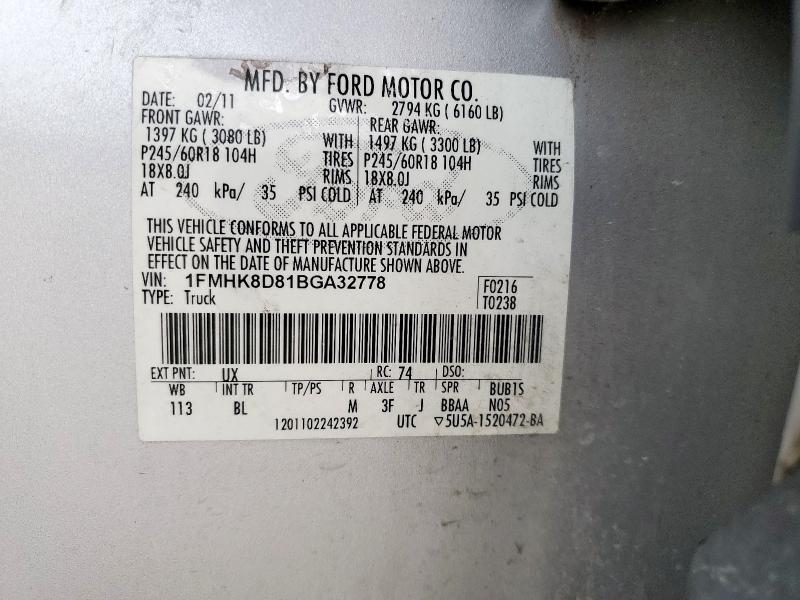 MFD. BY FORD MOTOR CO.
DATE: 02/11 GVWR: 2794 KG ( 6160 LB)
FRONT GAWR: REAR GAWR:
1397 KG ( 3080 LB) WITH 1497 KG ( 3300 LB) WITH
P245/60R18 104H TIRES P245/60R18 104H TIRES
18X8.0J RIMS 18X8.0J RIMS
AT 240 kPa/ 35 PSI COLD AT 240 kPa/ 35 PSI COLD
THIS VEHICLE CONFORMS TO ALL APPLICABLE FEDERAL MOTOR
VEHICLE SAFETY AND THEFT PREVENTION STANDARDS IN
EFFECT ON THE DATE OF MANUFACTURE SHOWN ABOVE.
VIN: 1FMHK8D81BGA32778 F0216
TYPE: Truck T0238
EXT PNT: UX RC: 74 DSO:
WB INT TR TP/PS R AXLE TR SPR BUB1S
113 BL M 3F J BBAA N05
1201102242392 UTC ▽5U5A-1520472-BA